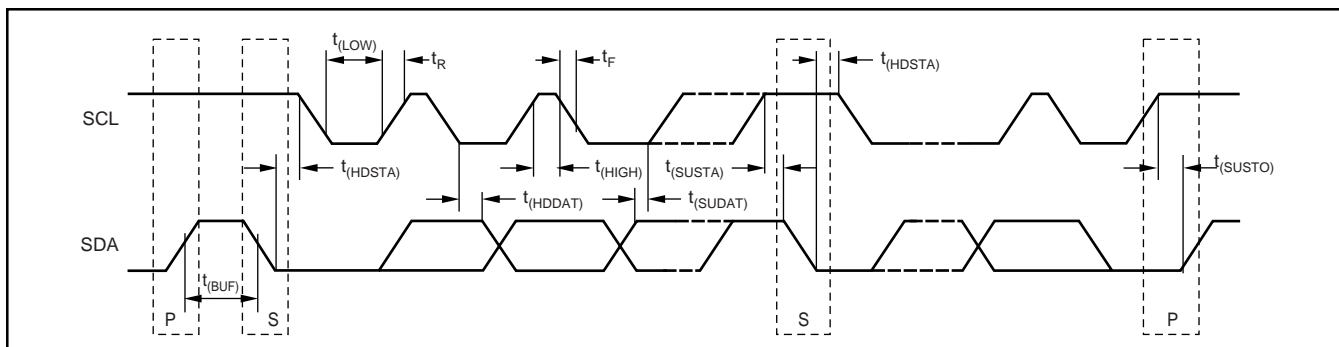 t(LOW)
tR
tF
t(HDSTA)
SCL
t(HDSTA)
t(HIGH)
t(SUSTA)
t(SUSTO)
t(HDDAT)
t(SUDAT)
SDA
t(BUF)
P
S
S
P